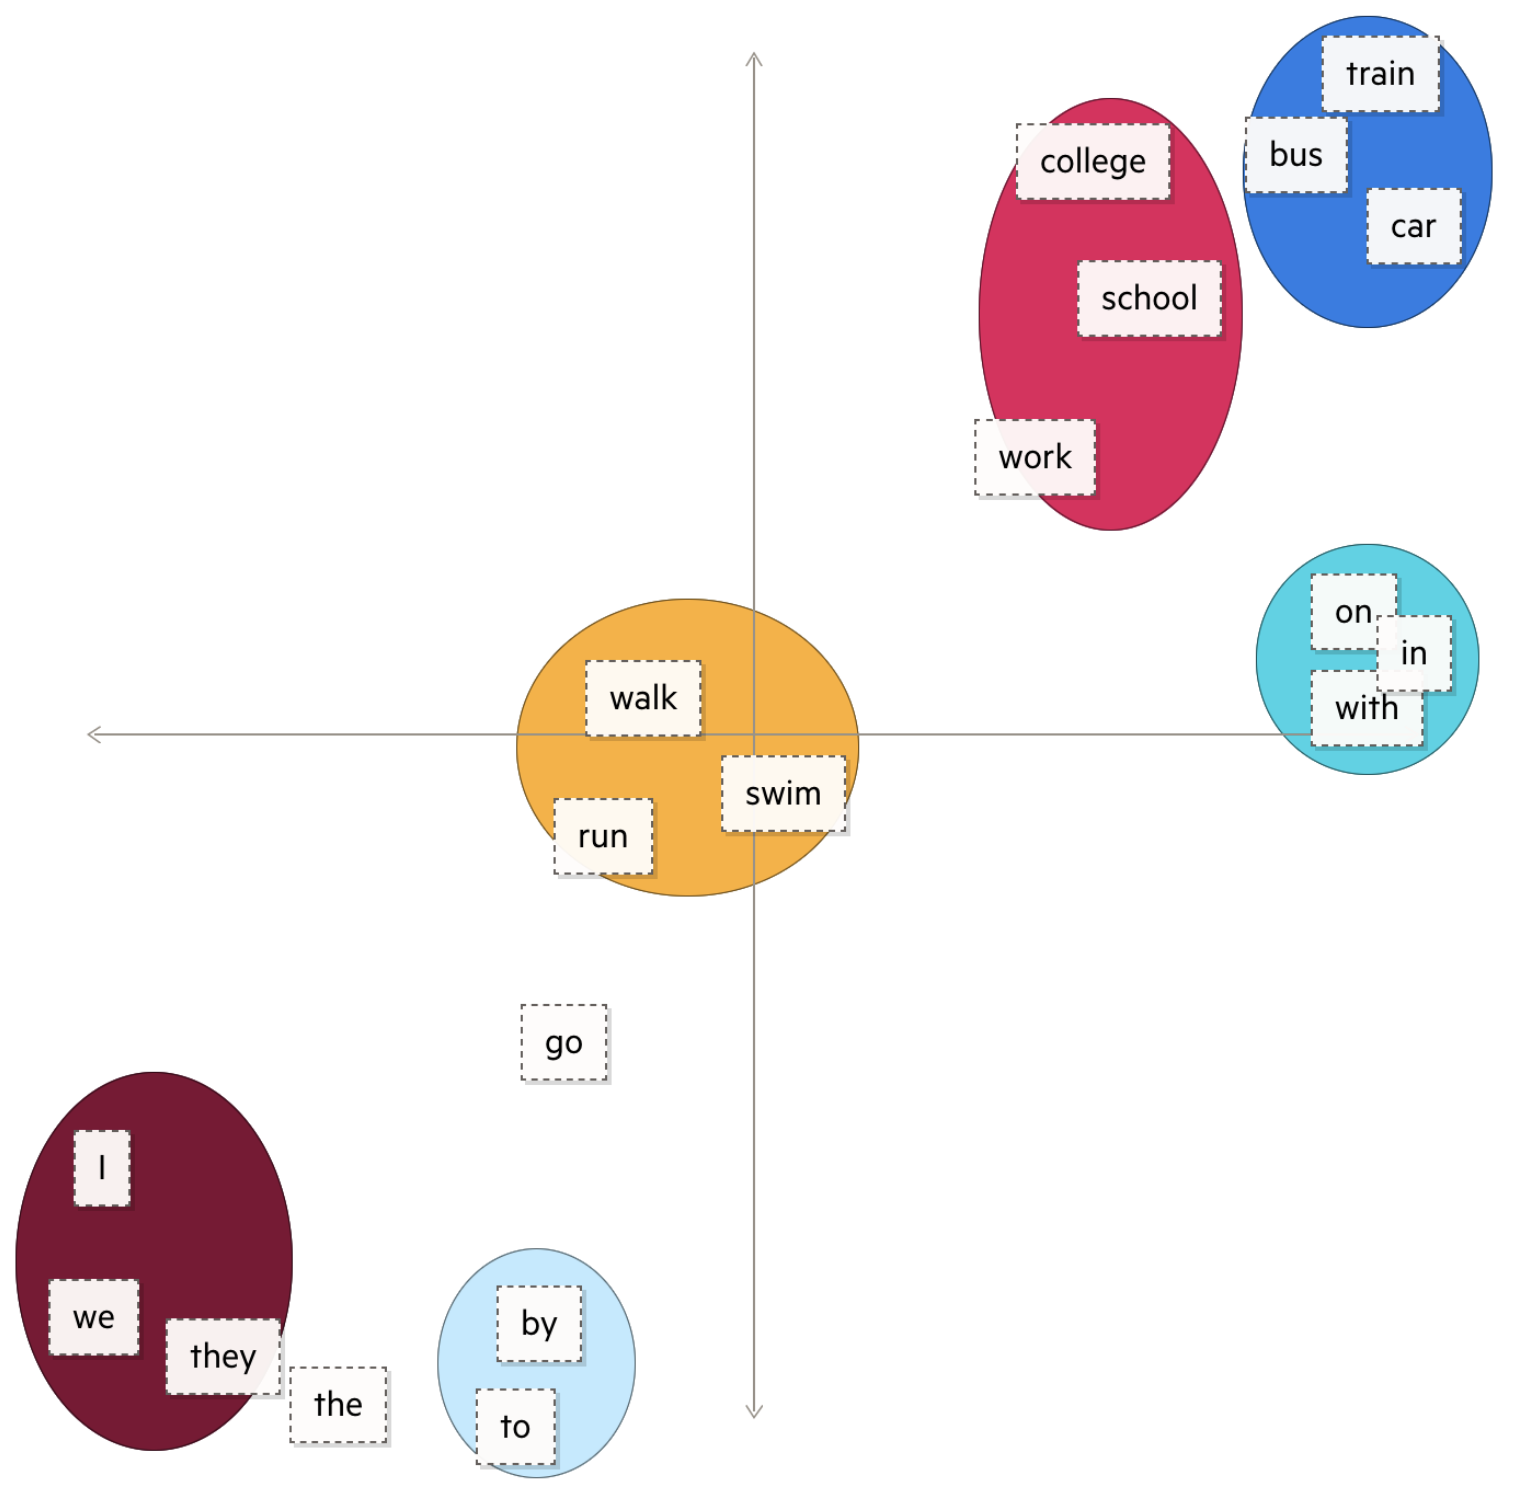 train
bus
college
car
school
work
on
in
walk
with
swim
run
go
I
we
by
they
the
to